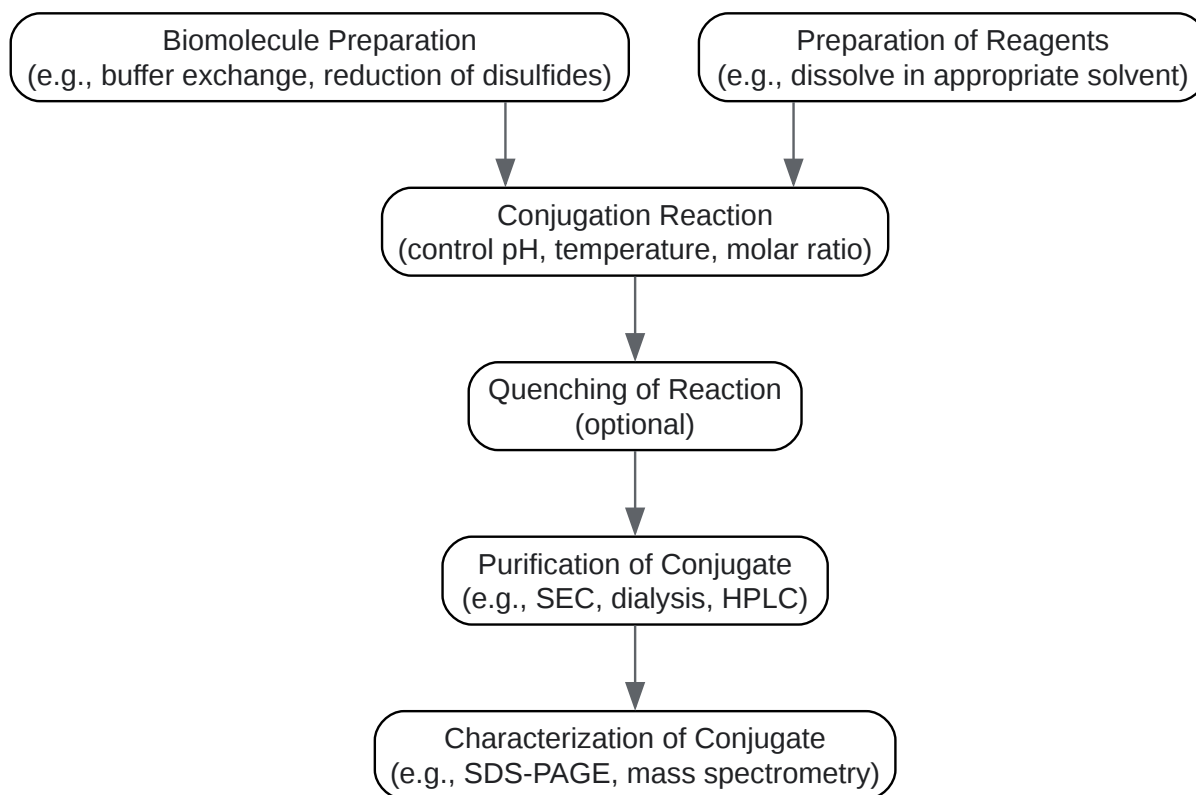 Biomolecule Preparation
(e.g., buffer exchange, reduction of disulfides)
Preparation of Reagents
(e.g., dissolve in appropriate solvent)
Conjugation Reaction
(control pH, temperature, molar ratio)
Quenching of Reaction
(optional)
Purification of Conjugate
(e.g., SEC, dialysis, HPLC)
Characterization of Conjugate
(e.g., SDS-PAGE, mass spectrometry)